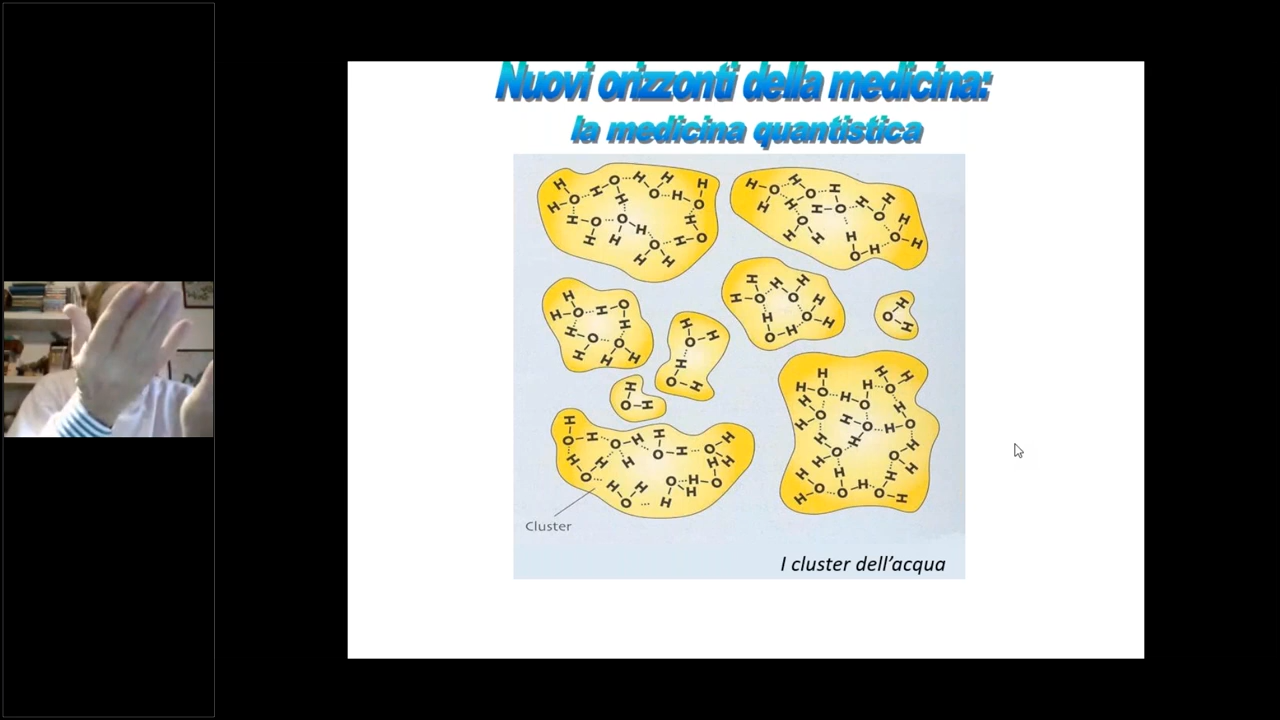 Nuovi orizzonti della medicina:
la medicina quantistica
Cluster
I cluster dell'acqua